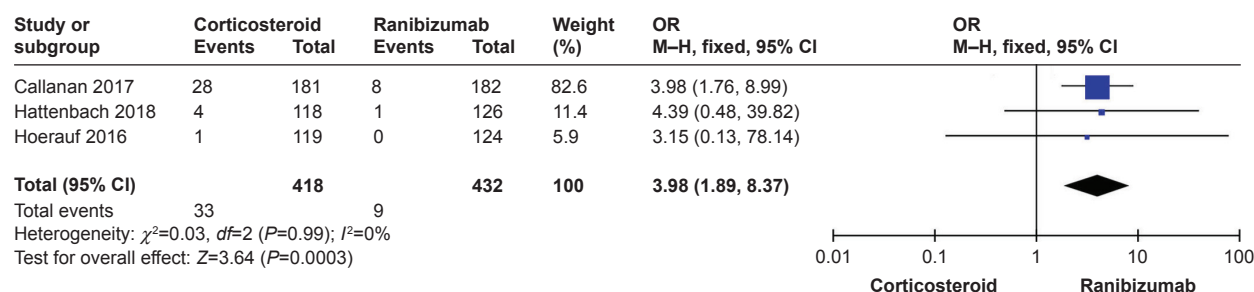 Study or Corticosteroid Ranibizumab Weight OR OR
subgroup Events Total Events Total (%) M–H, fixed, 95% CI M–H, fixed, 95% CI
Callanan 2017 28 181 8 182 82.6 3.98 (1.76, 8.99)
Hattenbach 2018 4 118 1 126 11.4 4.39 (0.48, 39.82)
Hoerauf 2016 1 119 0 124 5.9 3.15 (0.13, 78.14)
Total (95% CI) 418 432 100 3.98 (1.89, 8.37)
Total events 33 9
Heterogeneity: χ²=0.03, df=2 (P=0.99); I²=0%
Test for overall effect: Z=3.64 (P=0.0003)
0.01 0.1 1 10 100
Corticosteroid Ranibizumab